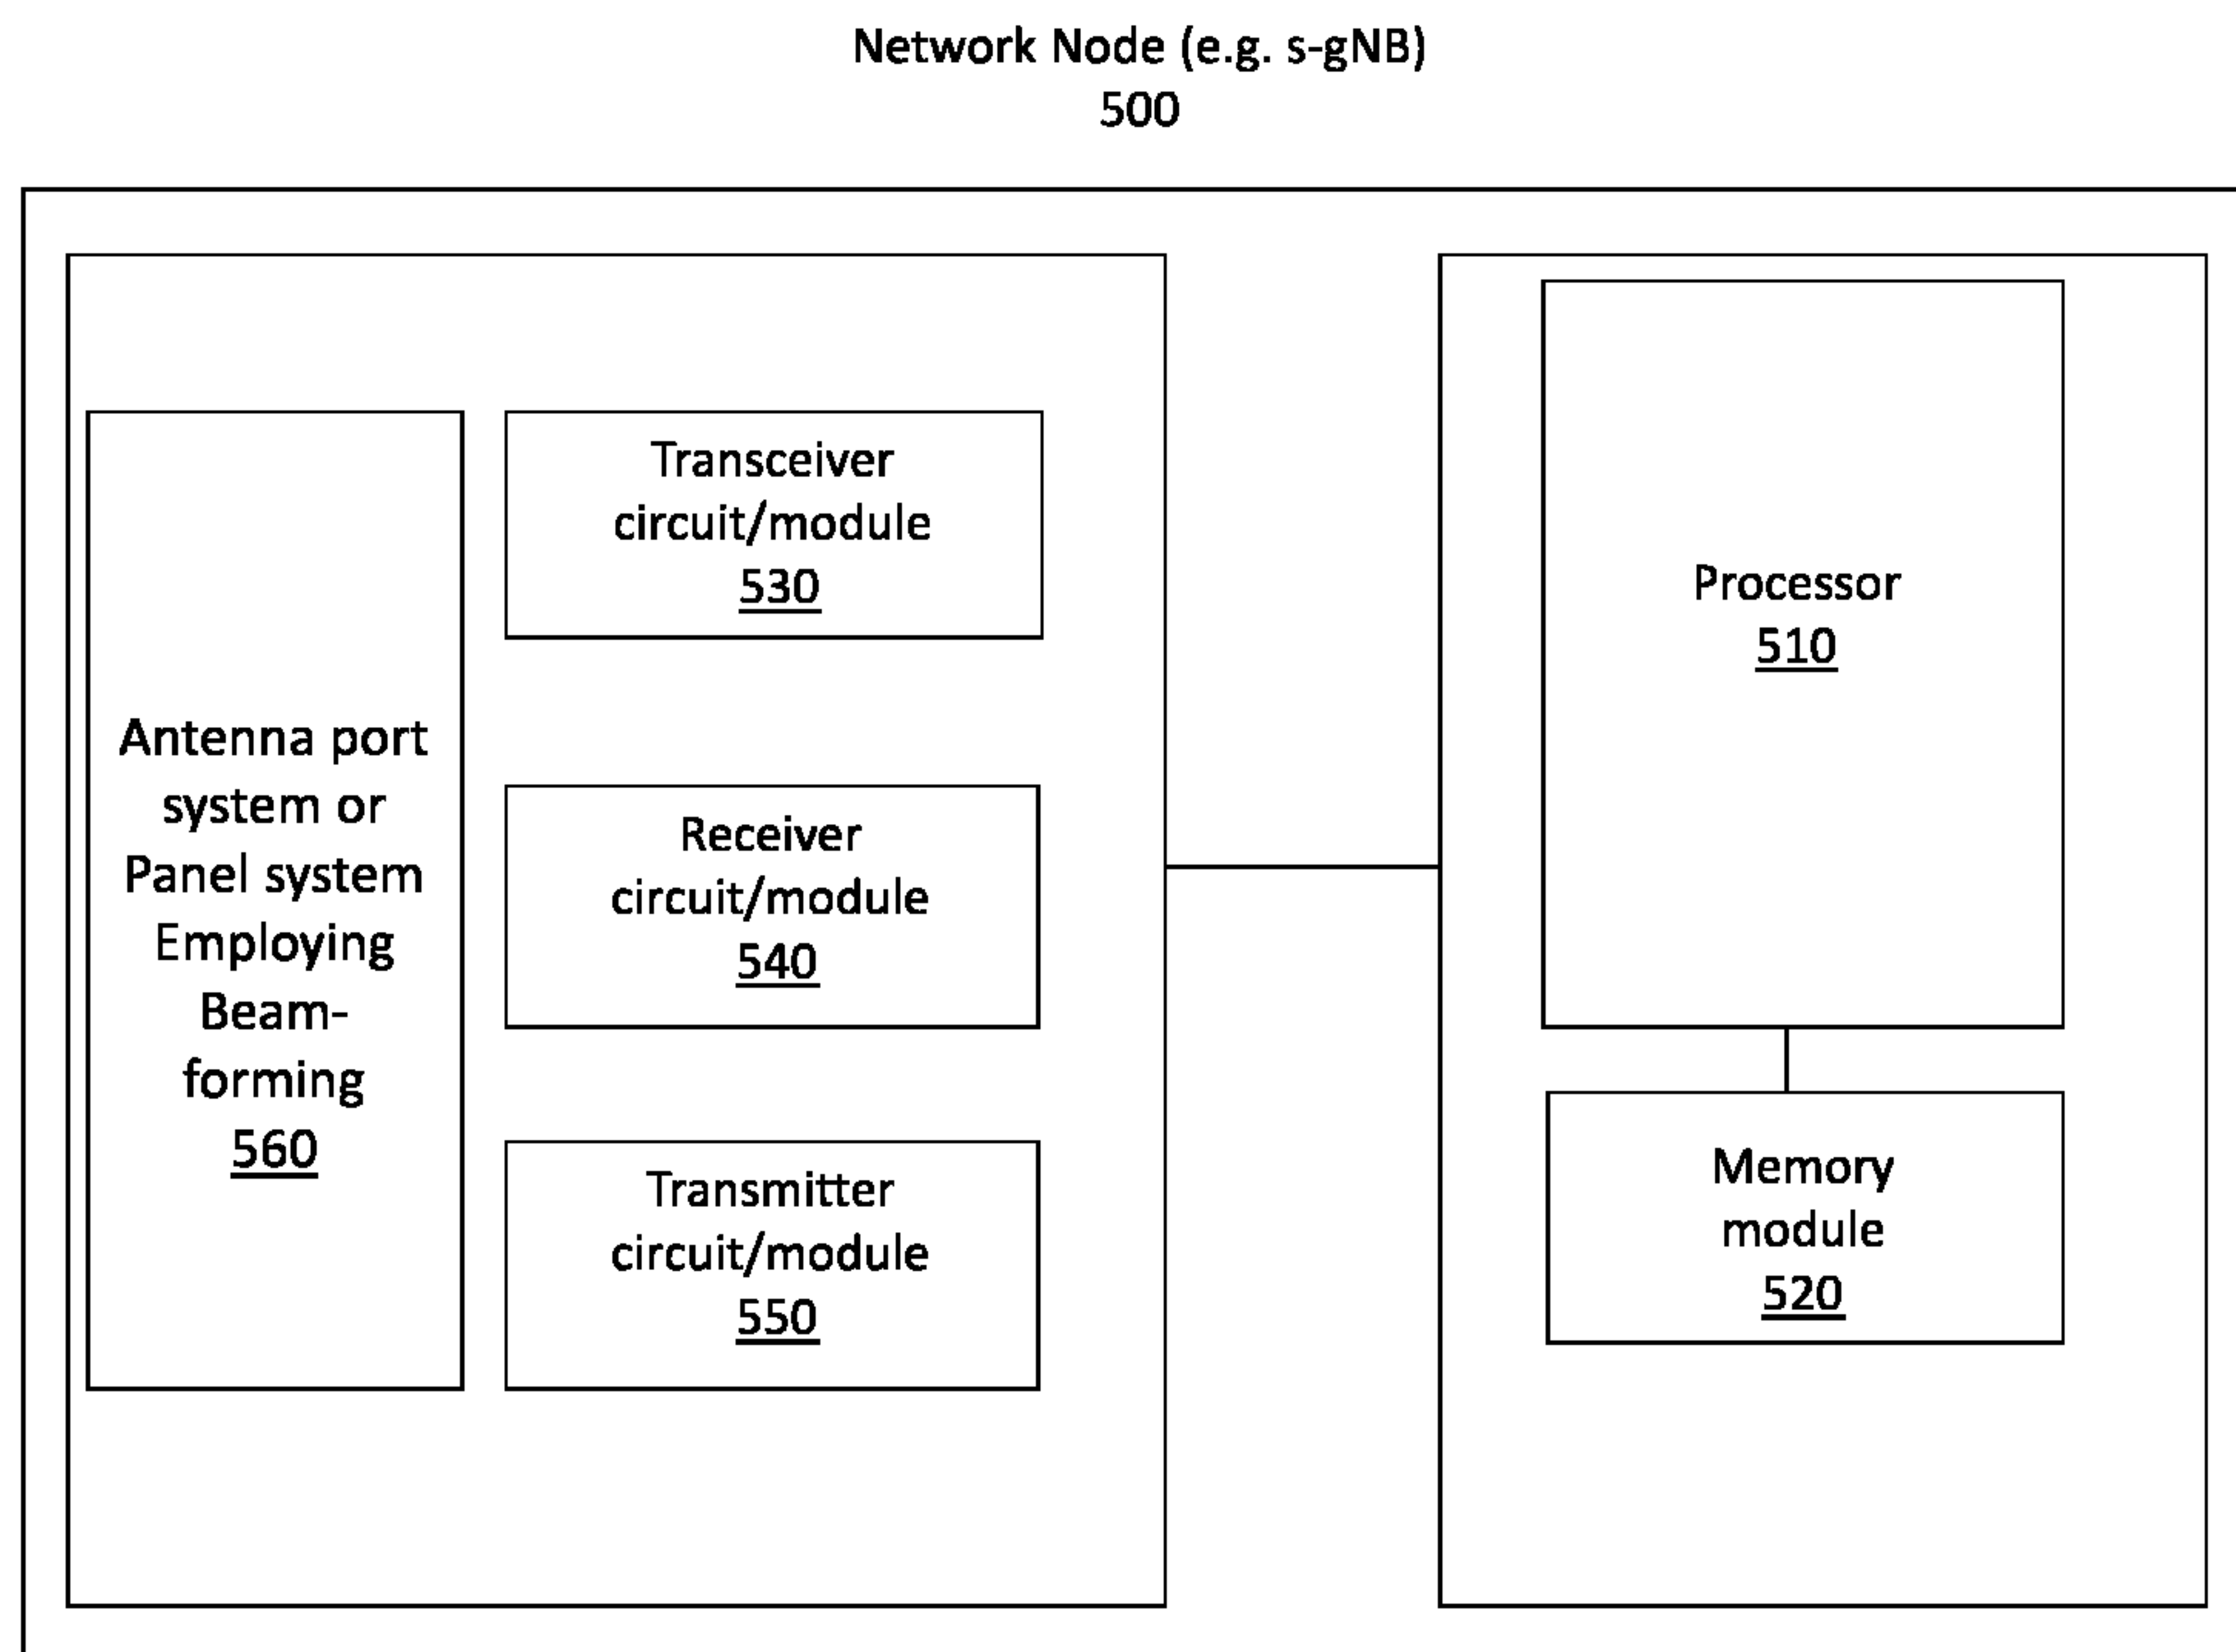 Network Node (e.g. s-gNB)
500
Transceiver
circuit/module
530
Processor
510
Antenna port
system or
Panel system
Employing
Beam-
forming
560
Receiver
circuit/module
540
Transmitter
circuit/module
550
Memory
module
520